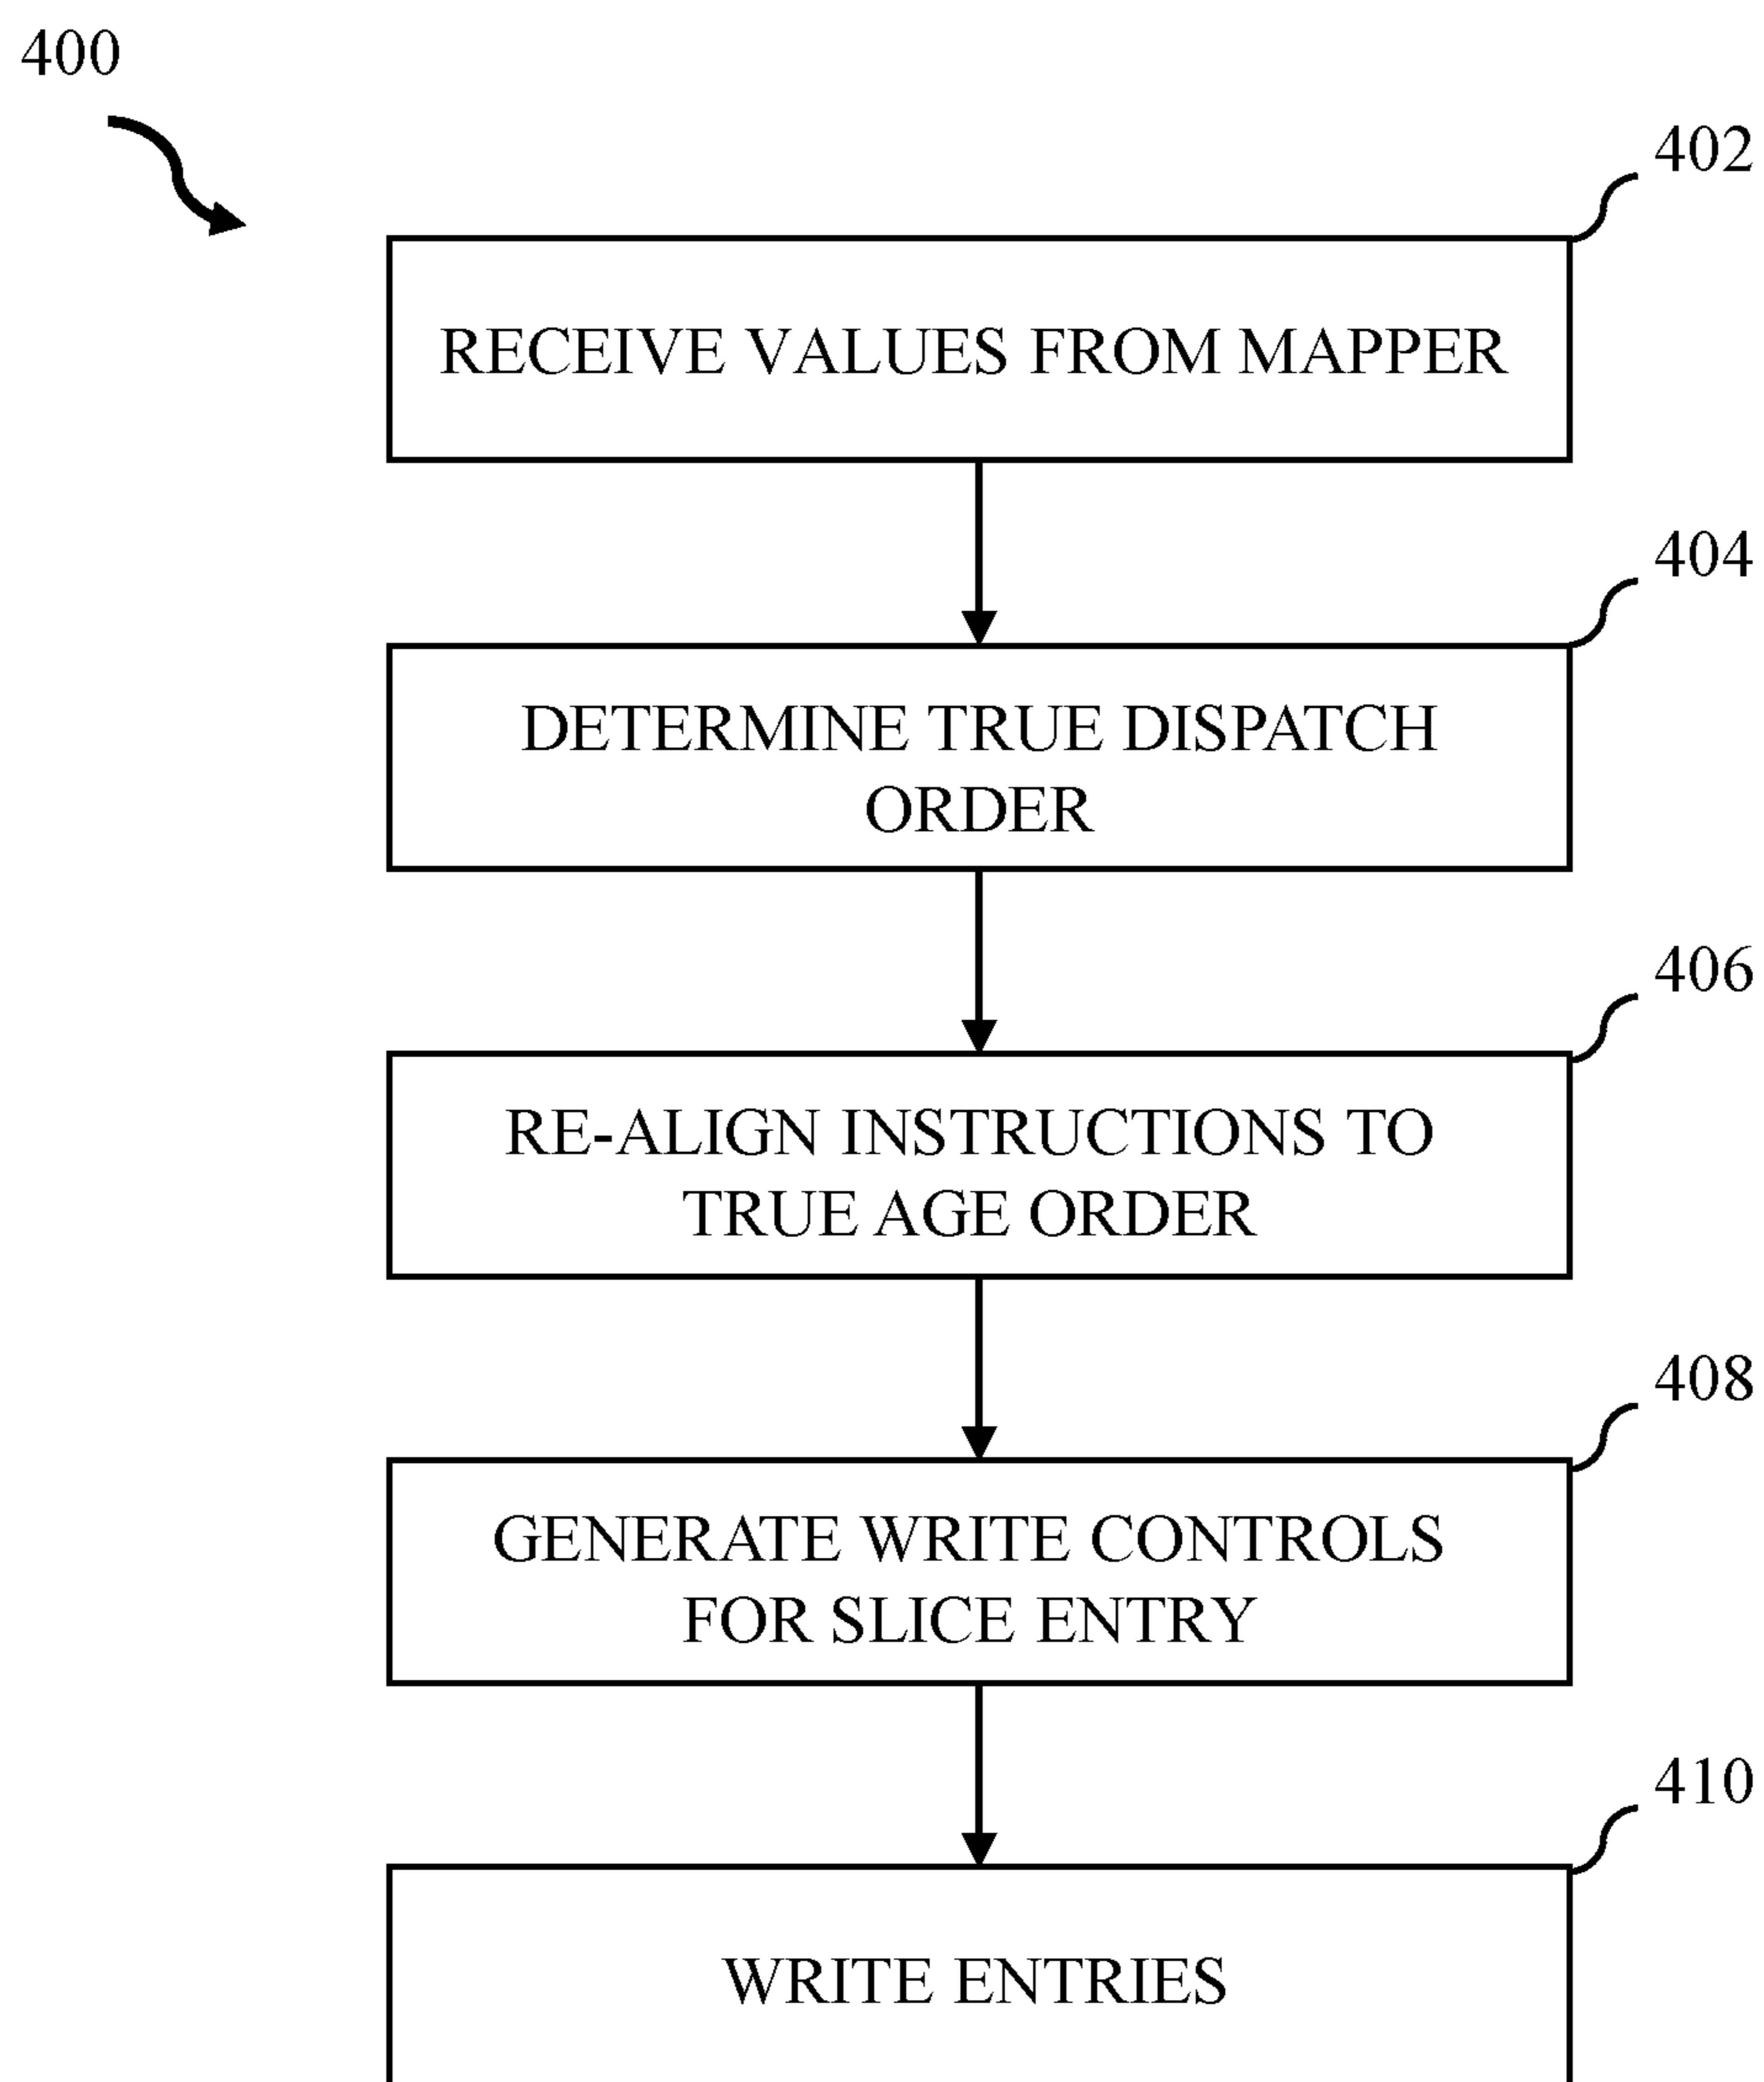 400
402
RECEIVE VALUES FROM MAPPER
404
DETERMINE TRUE DISPATCH
ORDER
406
RE-ALIGN INSTRUCTIONS TO
TRUE AGE ORDER
408
GENERATE WRITE CONTROLS
FOR SLICE ENTRY
410
WRITE ENTRIES